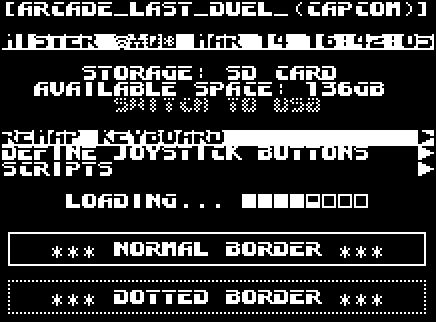 [ARCADE_LAST_DUEL_(CAPCOM)]
MISTER MAR 14 16:42:05
STORAGE: SD CARD
AVAILABLE SPACE: 136GB
SWITCH TO USB
REMAP KEYBOARD
DEFINE JOYSTICK BUTTONS
SCRIPTS
LOADING...
*** NORMAL BORDER ***
*** DOTTED BORDER ***